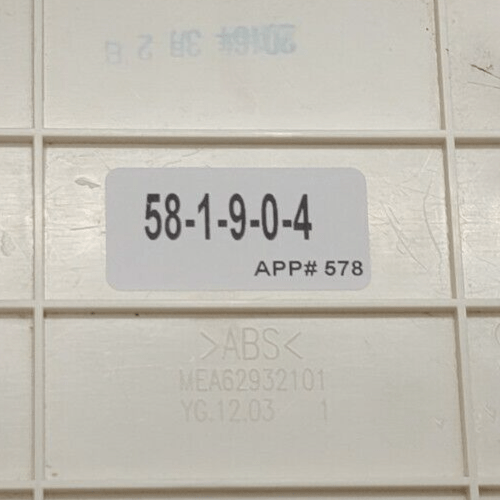 58-1-9-0-4
APP# 578
>ABS<
MEA62932101
YG.12.03 1